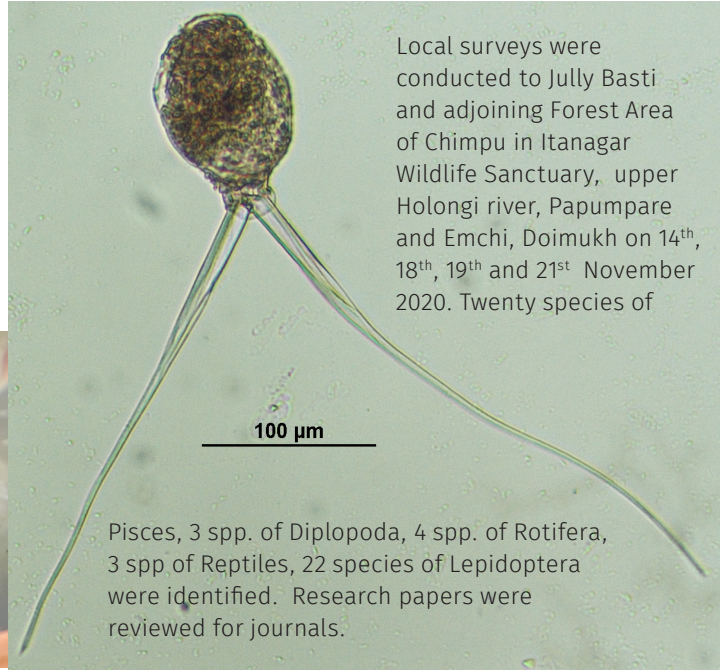 Local surveys were
conducted to Jully Basti
and adjoining Forest Area
of Chimpu in Itanagar
Wildlife Sanctuary, upper
Holongi river, Papumpare
and Emchi, Doimukh on 14th,
18th, 19th and 21st November
2020. Twenty species of
100 µm
Pisces, 3 spp. of Diplopoda, 4 spp. of Rotifera,
3 spp of Reptiles, 22 species of Lepidoptera
were identified. Research papers were
reviewed for journals.